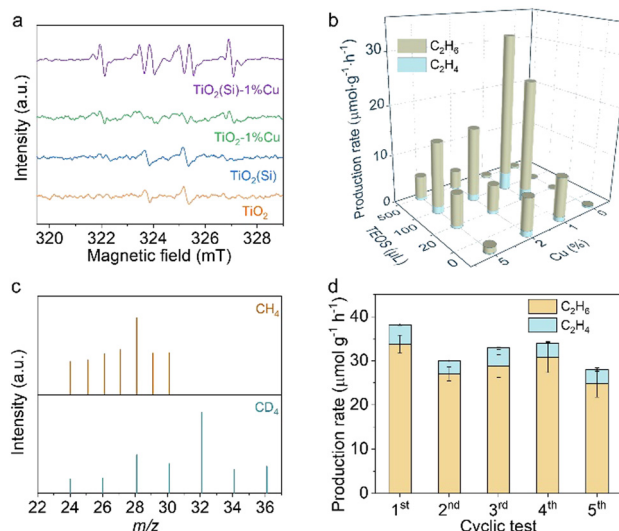 a
Intensity (a.u.)
TiO2(Si)-1%Cu
TiO2-1%Cu
TiO2(Si)
TiO2
320 322 324 326 328
Magnetic field (mT)
b
Production rate (μmol·g⁻¹·h⁻¹)
C2H6
C2H4
30
20
10
0
500
100
20
0
TEOS (μL)
5
2
1
0
Cu (%)
c
Intensity (a.u.)
CH4
CD4
22 24 26 28 30 32 34 36
m/z
d
Production rate (μmol g⁻¹ h⁻¹)
C2H6
C2H4
40
30
20
10
0
1st 2nd 3rd 4th 5th
Cyclic test